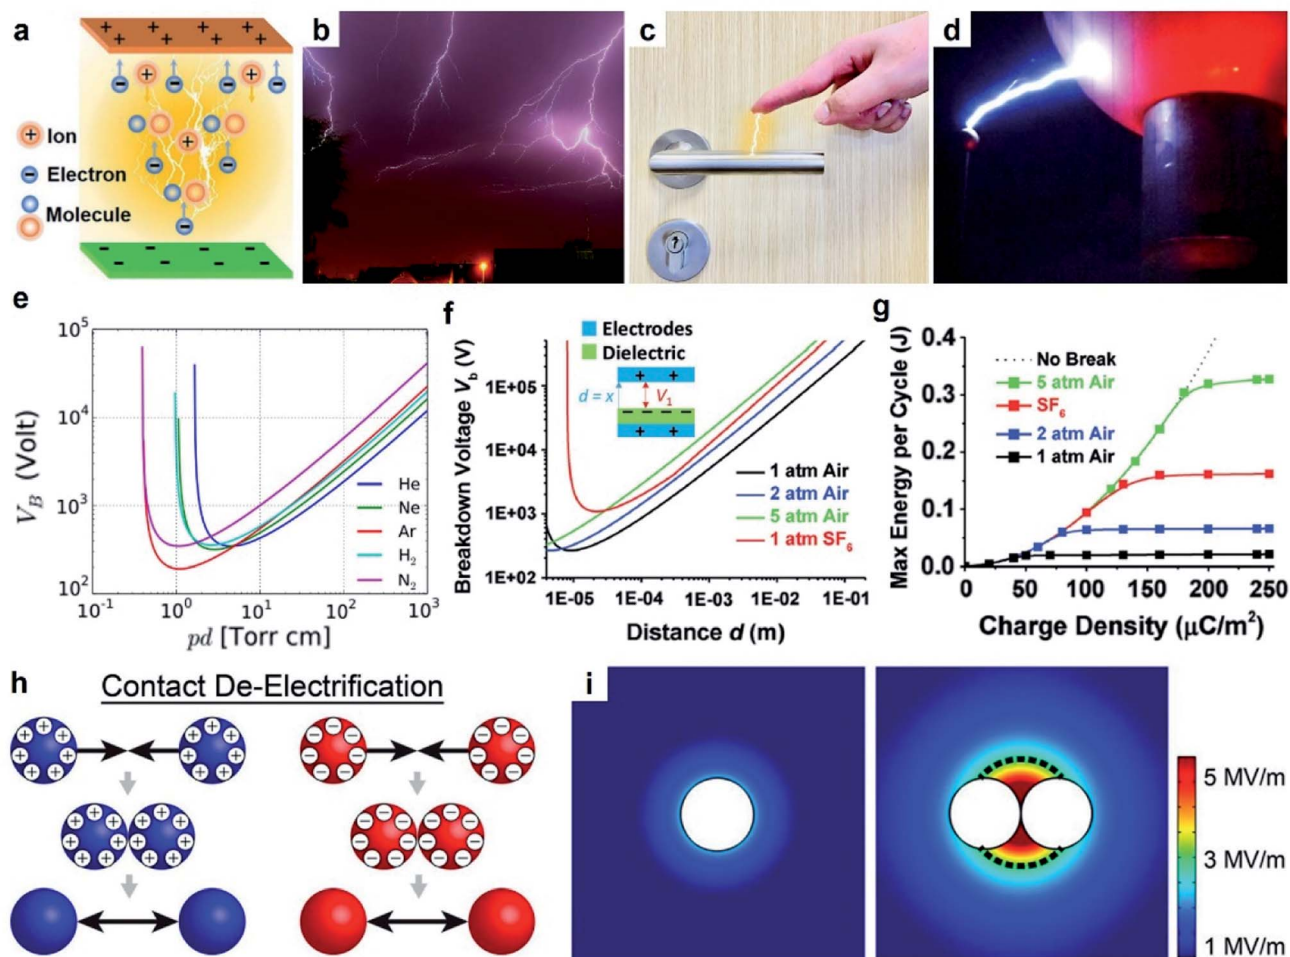 a
Ion
Electron
Molecule
b
c
d
e
10^5
10^4
10^3
10^2
V_B (Volt)
10^-1
10^0
10^1
10^2
10^3
pd [Torr cm]
He
Ne
Ar
H_2
N_2
f
Electrodes
Dielectric
d = x
V_1
Breakdown Voltage V_b (V)
1E+05
1E+04
1E+03
1E+02
1 atm Air
2 atm Air
5 atm Air
1 atm SF_6
1E-05
1E-04
1E-03
1E-02
1E-01
Distance d (m)
g
Max Energy per Cycle (J)
0.4
0.3
0.2
0.1
0.0
No Break
5 atm Air
SF_6
2 atm Air
1 atm Air
0
50
100
150
200
250
Charge Density (μC/m²)
h
Contact De-Electrification
i
5 MV/m
3 MV/m
1 MV/m